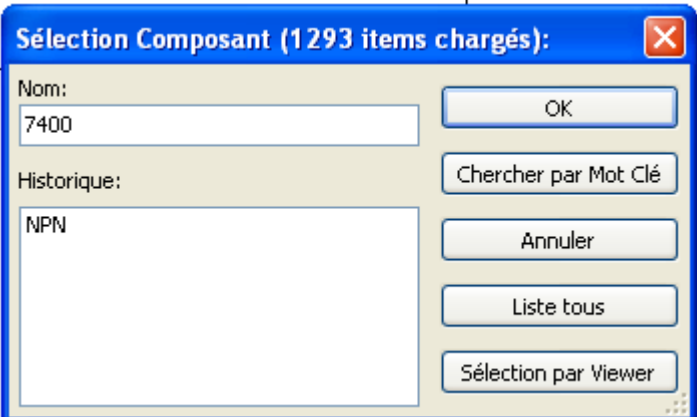 Sélection Composant (1293 items chargés):
Nom:
7400
Historique:
NPN
OK
Chercher par Mot Clé
Annuler
Liste tous
Sélection par Viewer